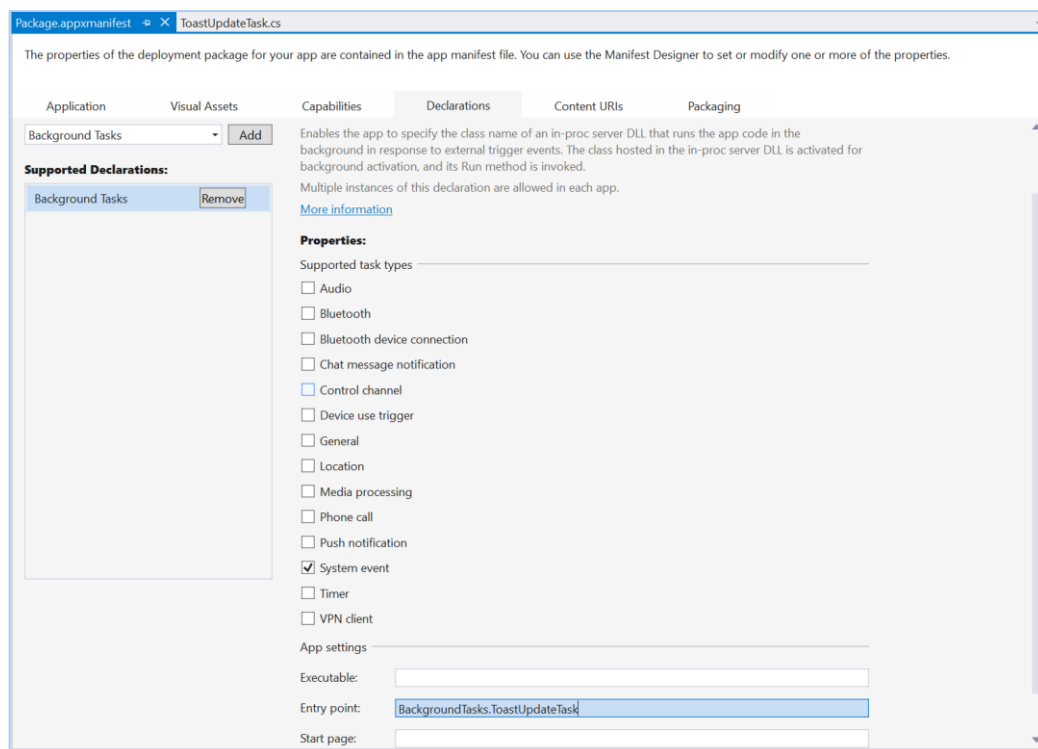 Package.appxmanifest
ToastUpdateTask.cs
The properties of the deployment package for your app are contained in the app manifest file. You can use the Manifest Designer to set or modify one or more of the properties.
Application Visual Assets Capabilities Declarations Content URIs Packaging
Background Tasks Add
Supported Declarations:
Background Tasks Remove
Enables the app to specify the class name of an in-proc server DLL that runs the app code in the
background in response to external trigger events. The class hosted in the in-proc server DLL is activated for
background activation, and its Run method is invoked.
Multiple instances of this declaration are allowed in each app.
More information
Properties:
Supported task types
Audio
Bluetooth
Bluetooth device connection
Chat message notification
Control channel
Device use trigger
General
Location
Media processing
Phone call
Push notification
System event
Timer
VPN client
App settings
Executable:
Entry point: BackgroundTasks.ToastUpdateTask
Start page: